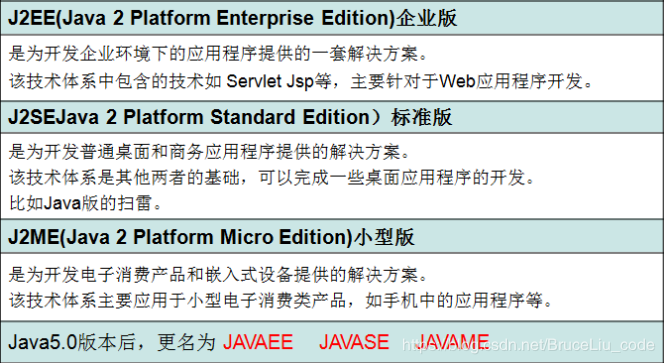 J2EE(Java 2 Platform Enterprise Edition)企业版
是为开发企业环境下的应用程序提供的一套解决方案。
该技术体系中包含的技术如 Servlet Jsp等，主要针对于Web应用程序开发。
J2SEJava 2 Platform Standard Edition）标准版
是为开发普通桌面和商务应用程序提供的解决方案。
该技术体系是其他两者的基础，可以完成一些桌面应用程序的开发。
比如Java版的扫雷。
J2ME(Java 2 Platform Micro Edition)小型版
是为开发电子消费产品和嵌入式设备提供的解决方案。
该技术体系主要应用于小型电子消费类产品，如手机中的应用程序等。
Java5.0版本后，更名为 JAVAEE JAVASE JAVAME
https://blog.csdn.net/BruceLiu_code